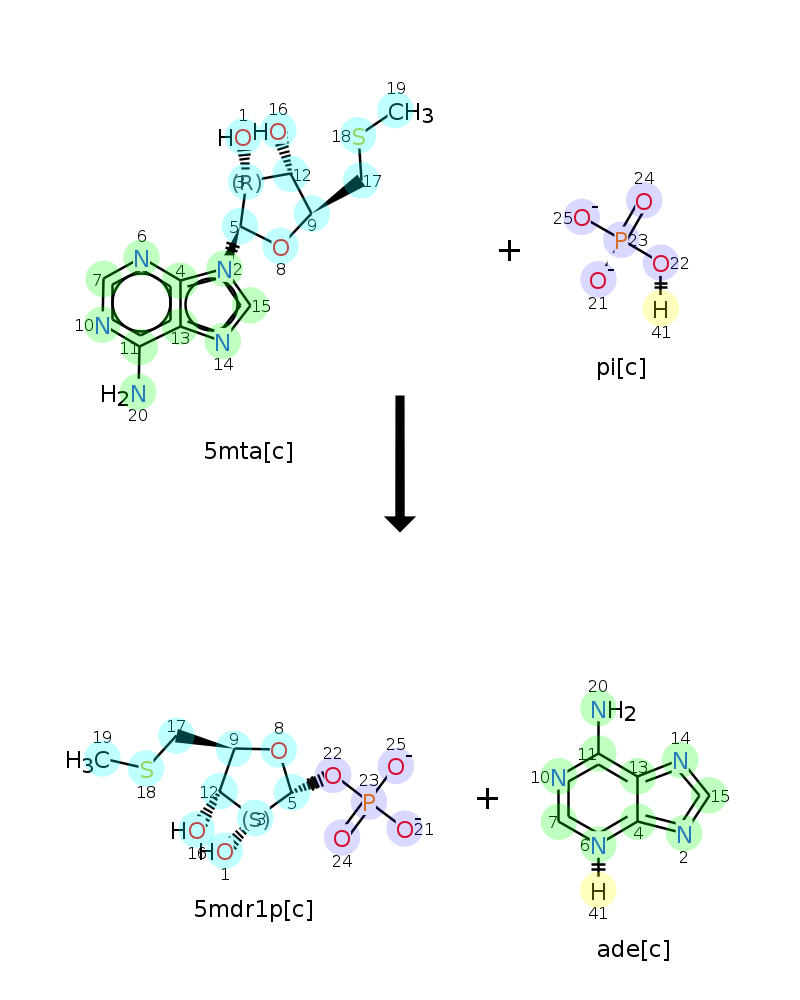 19
CH3
1
16
HO
HO
18
S
(R)
3
12
17
5
9
O
8
6
N
4
N
2
7
15
10
N
11
13
N
14
H2N
20
5mta[c]
+
24
O
25
O-
P
23
O
22
O-
21
H
41
pi[c]
19
17
9
8
O
H3C
S
18
12
5
22
O
25
O-
23
P
HO
16
(S)
3
HO
1
O
24
O-
21
5mdr1p[c]
+
20
NH2
11
14
N
10
N
13
15
7
6
N
4
N
2
H
41
ade[c]